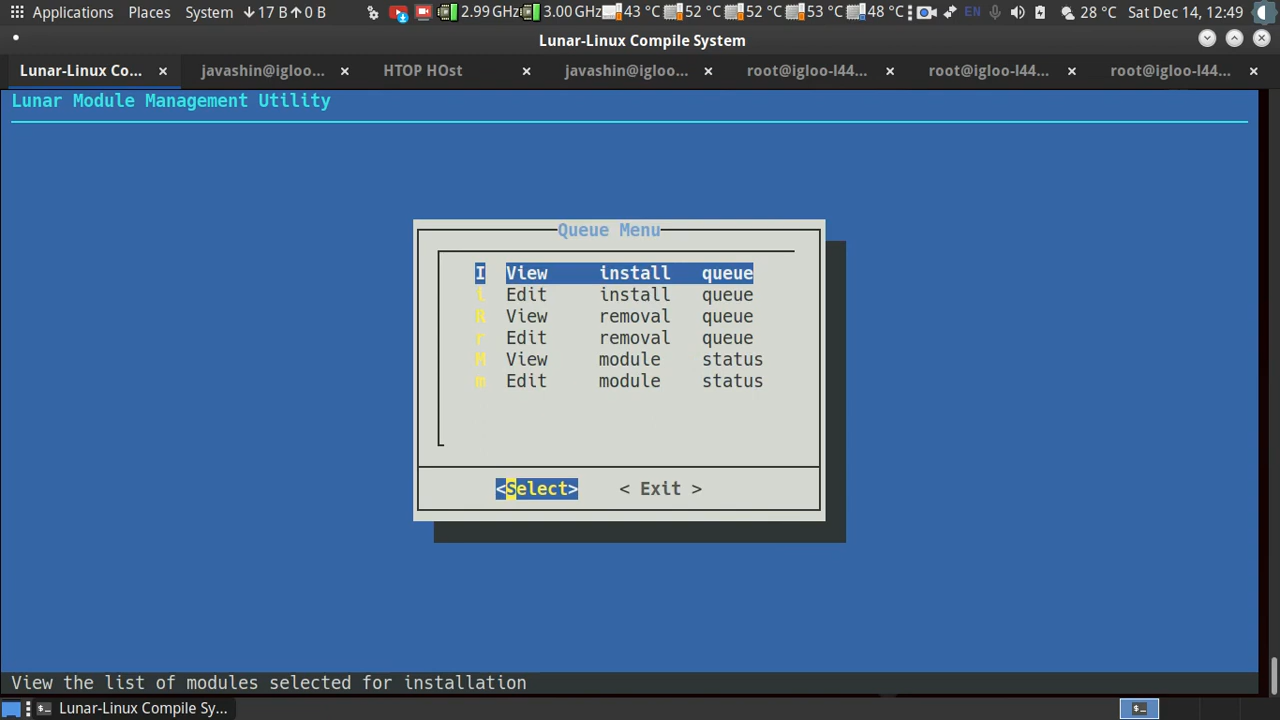 Applications Places System 17 B 0 B 2.99 GHz 3.00 GHz 43 °C 52 °C 52 °C 53 °C 48 °C EN 28 °C Sat Dec 14, 12:49
Lunar-Linux Compile System
Lunar-Linux Co... javashin@igloo... HTOP HOst javashin@igloo... root@igloo-l44... root@igloo-l44... root@igloo-l44...
Lunar Module Management Utility
Queue Menu
I View install queue
i Edit install queue
R View removal queue
r Edit removal queue
M View module status
m Edit module status
<Select> < Exit >
View the list of modules selected for installation
Lunar-Linux Compile Sy...